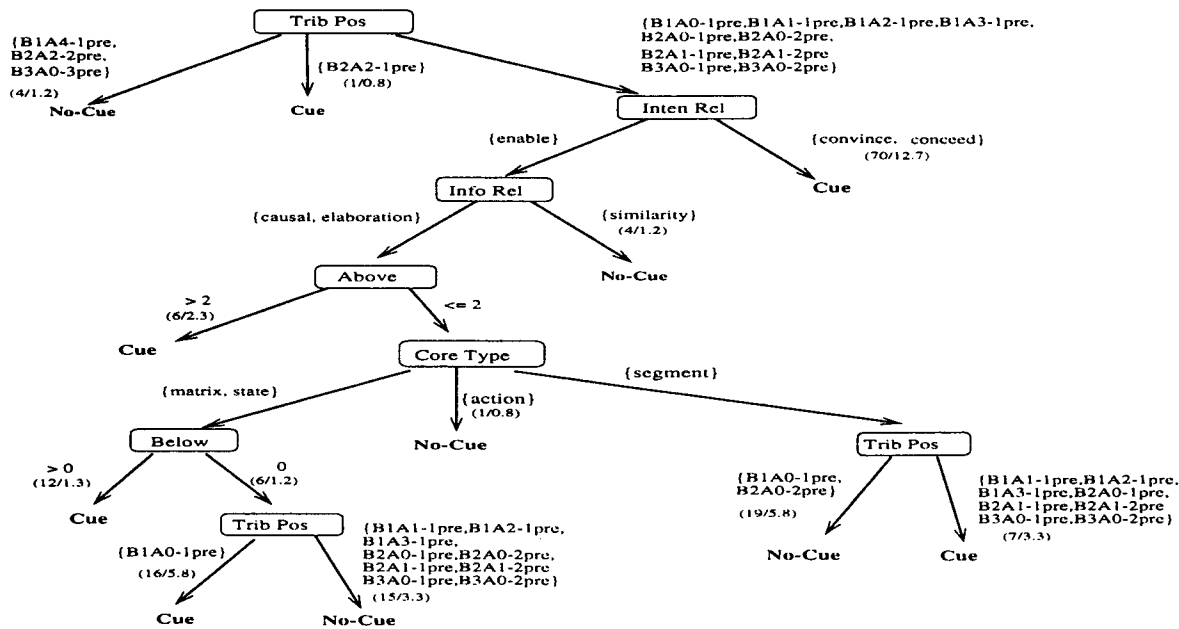 Trib Pos
{B1A4-1pre,
B2A2-2pre,
B3A0-3pre}
(4/1.2)
No-Cue
{B2A2-1pre}
(1/0.8)
Cue
{B1A0-1pre,B1A1-1pre,B1A2-1pre,B1A3-1pre,
B2A0-1pre,B2A0-2pre,
B2A1-1pre,B2A1-2pre
B3A0-1pre,B3A0-2pre}
Inten Rel
{enable}
{convince, conceed}
(70/12.7)
Cue
Info Rel
{causal, elaboration}
{similarity}
(4/1.2)
No-Cue
Above
> 2
(6/2.3)
Cue
<= 2
Core Type
{matrix, state}
{action}
(1/0.8)
No-Cue
{segment}
Below
> 0
(12/1.3)
Cue
0
(6/1.2)
Trib Pos
{B1A0-1pre}
(16/5.8)
Cue
{B1A1-1pre,B1A2-1pre,
B1A3-1pre,
B2A0-1pre,B2A0-2pre,
B2A1-1pre,B2A1-2pre
B3A0-1pre,B3A0-2pre}
(15/3.3)
No-Cue
Trib Pos
{B1A0-1pre,
B2A0-2pre}
(19/5.8)
No-Cue
{B1A1-1pre,B1A2-1pre,
B1A3-1pre,B2A0-1pre,
B2A1-1pre,B2A1-2pre
B3A0-1pre,B3A0-2pre}
(7/3.3)
Cue